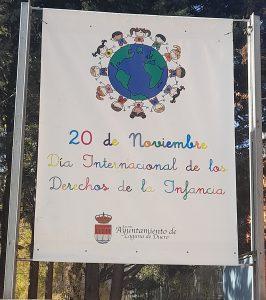 20 de Noviembre
Día Internacional de los
Derechos de la Infancia
Ayuntamiento de
Laguna de Duero